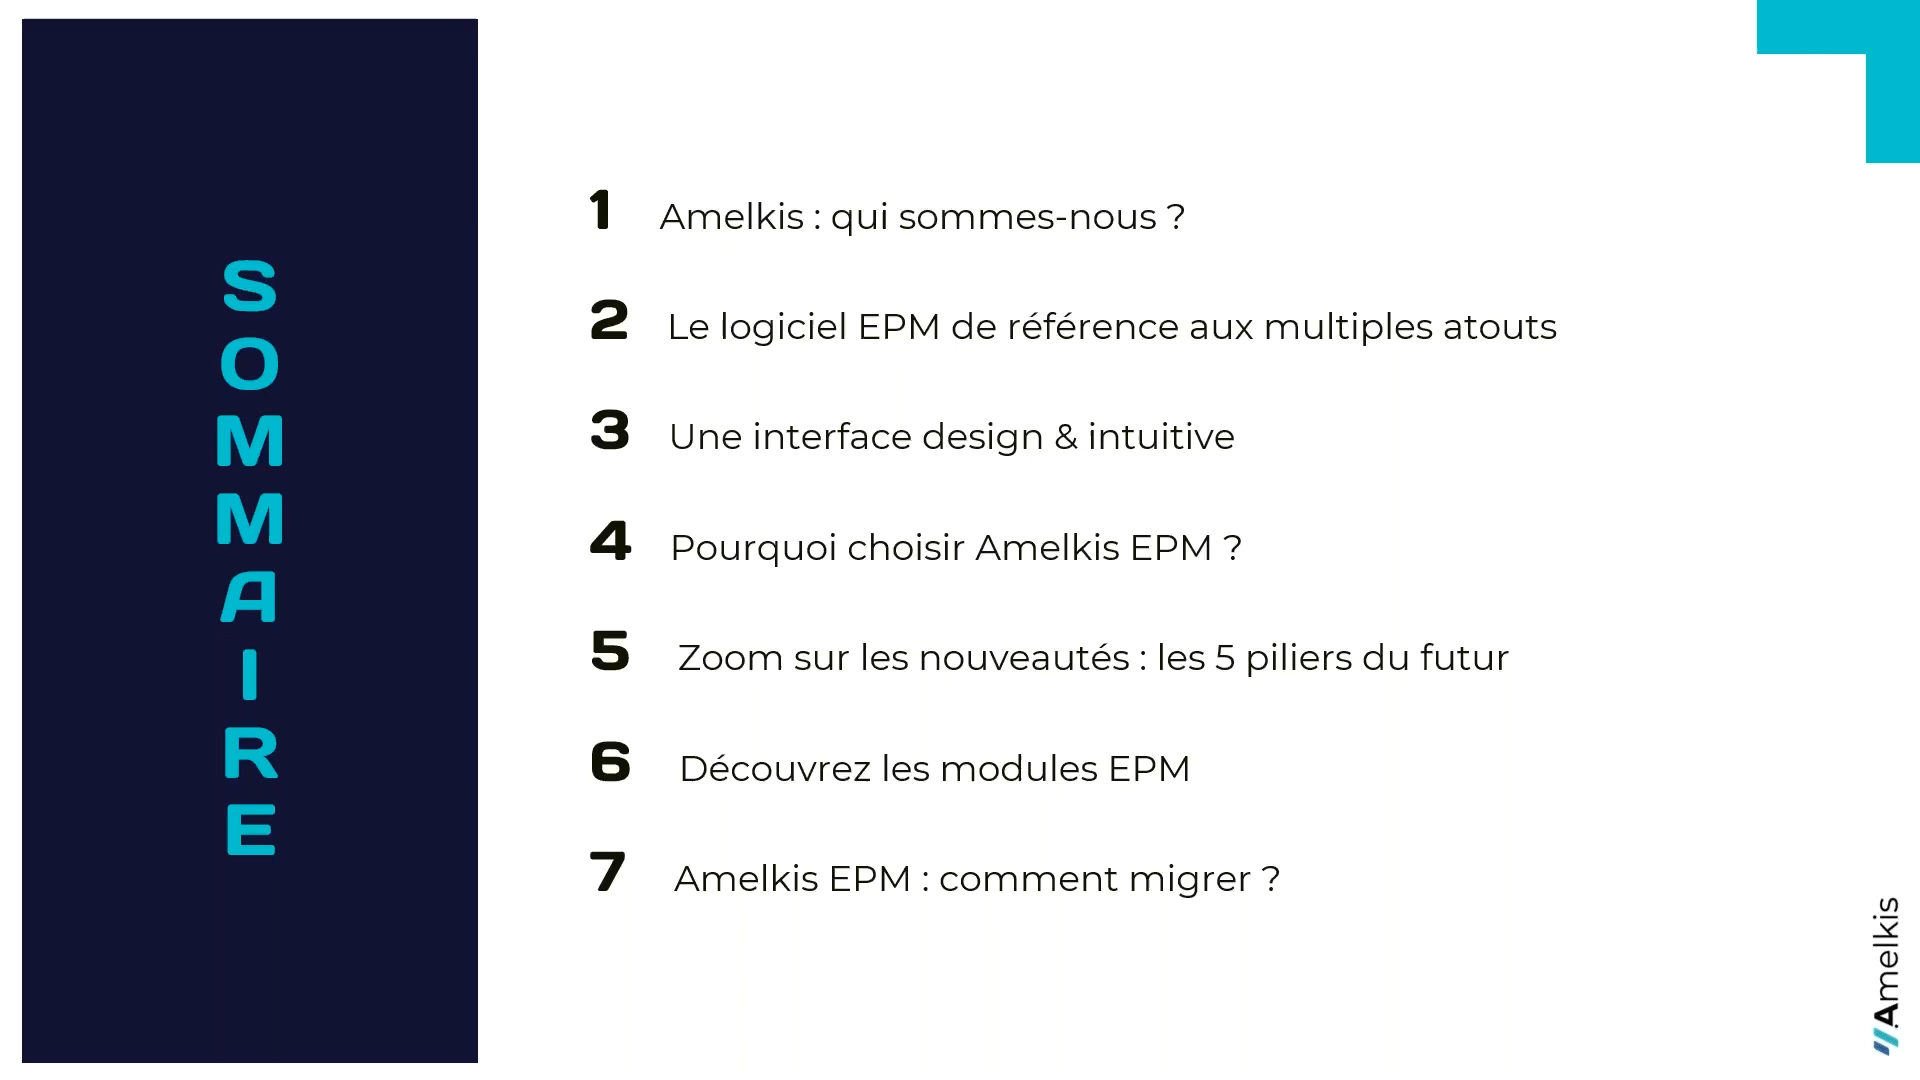 SOMMAIRE
1 Amelkis : qui sommes-nous ?
2 Le logiciel EPM de référence aux multiples atouts
3 Une interface design & intuitive
4 Pourquoi choisir Amelkis EPM ?
5 Zoom sur les nouveautés : les 5 piliers du futur
6 Découvrez les modules EPM
7 Amelkis EPM : comment migrer ?
Amelkis